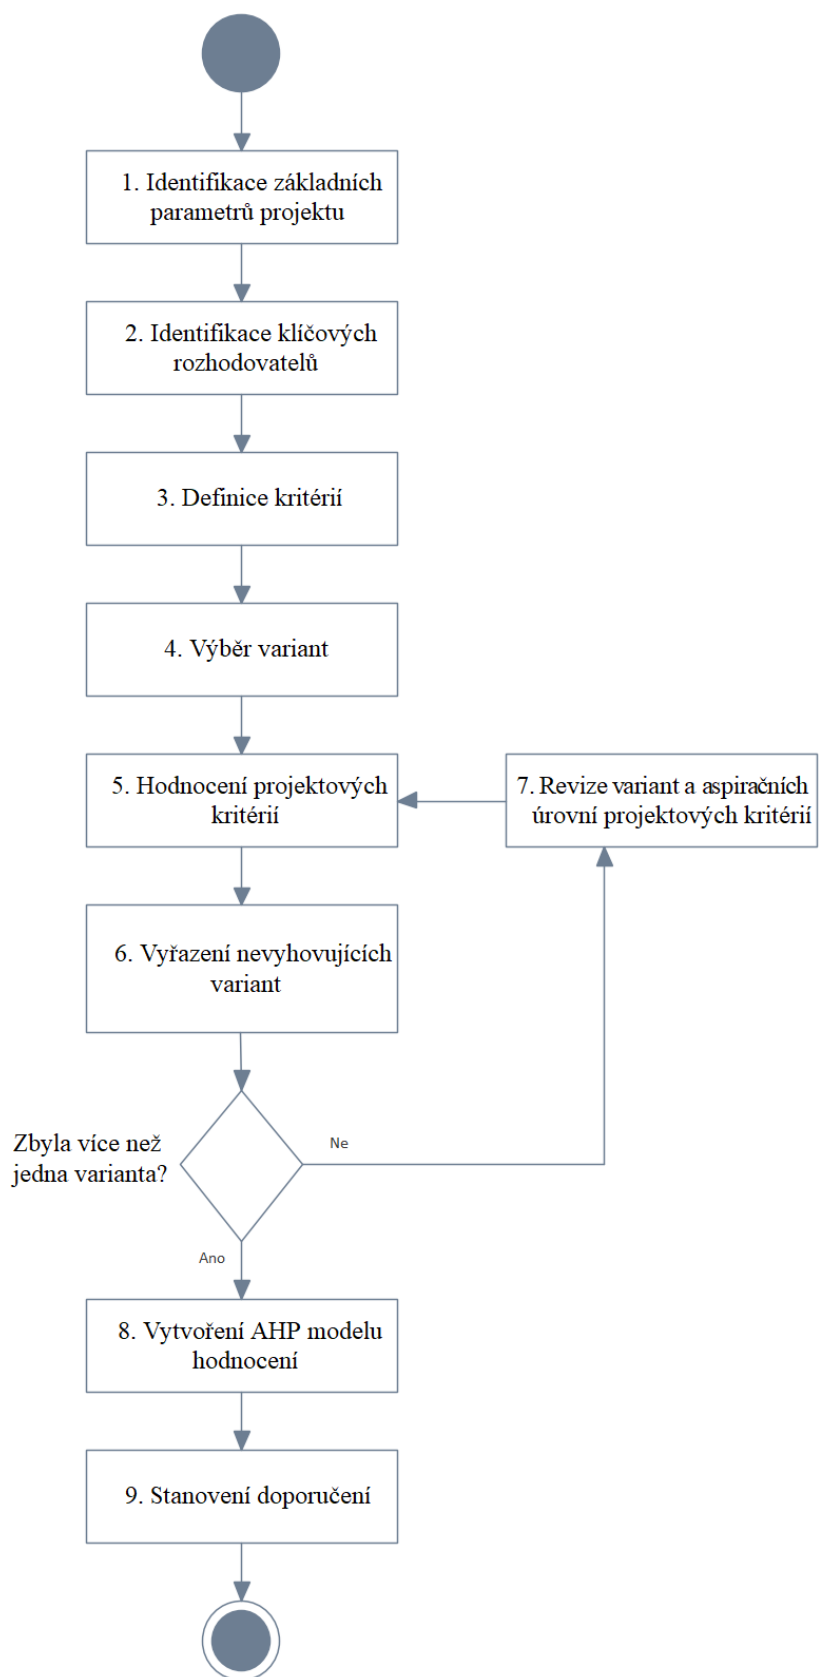 1. Identifikace základních
parametrů projektu
2. Identifikace klíčových
rozhodovatelů
3. Definice kritérií
4. Výběr variant
5. Hodnocení projektových
kritérií
7. Revize variant a aspiračních
úrovní projektových kritérií
6. Vyřazení nevyhovujících
variant
Zbyla více než
jedna varianta?
Ne
Ano
8. Vytvoření AHP modelu
hodnocení
9. Stanovení doporučení